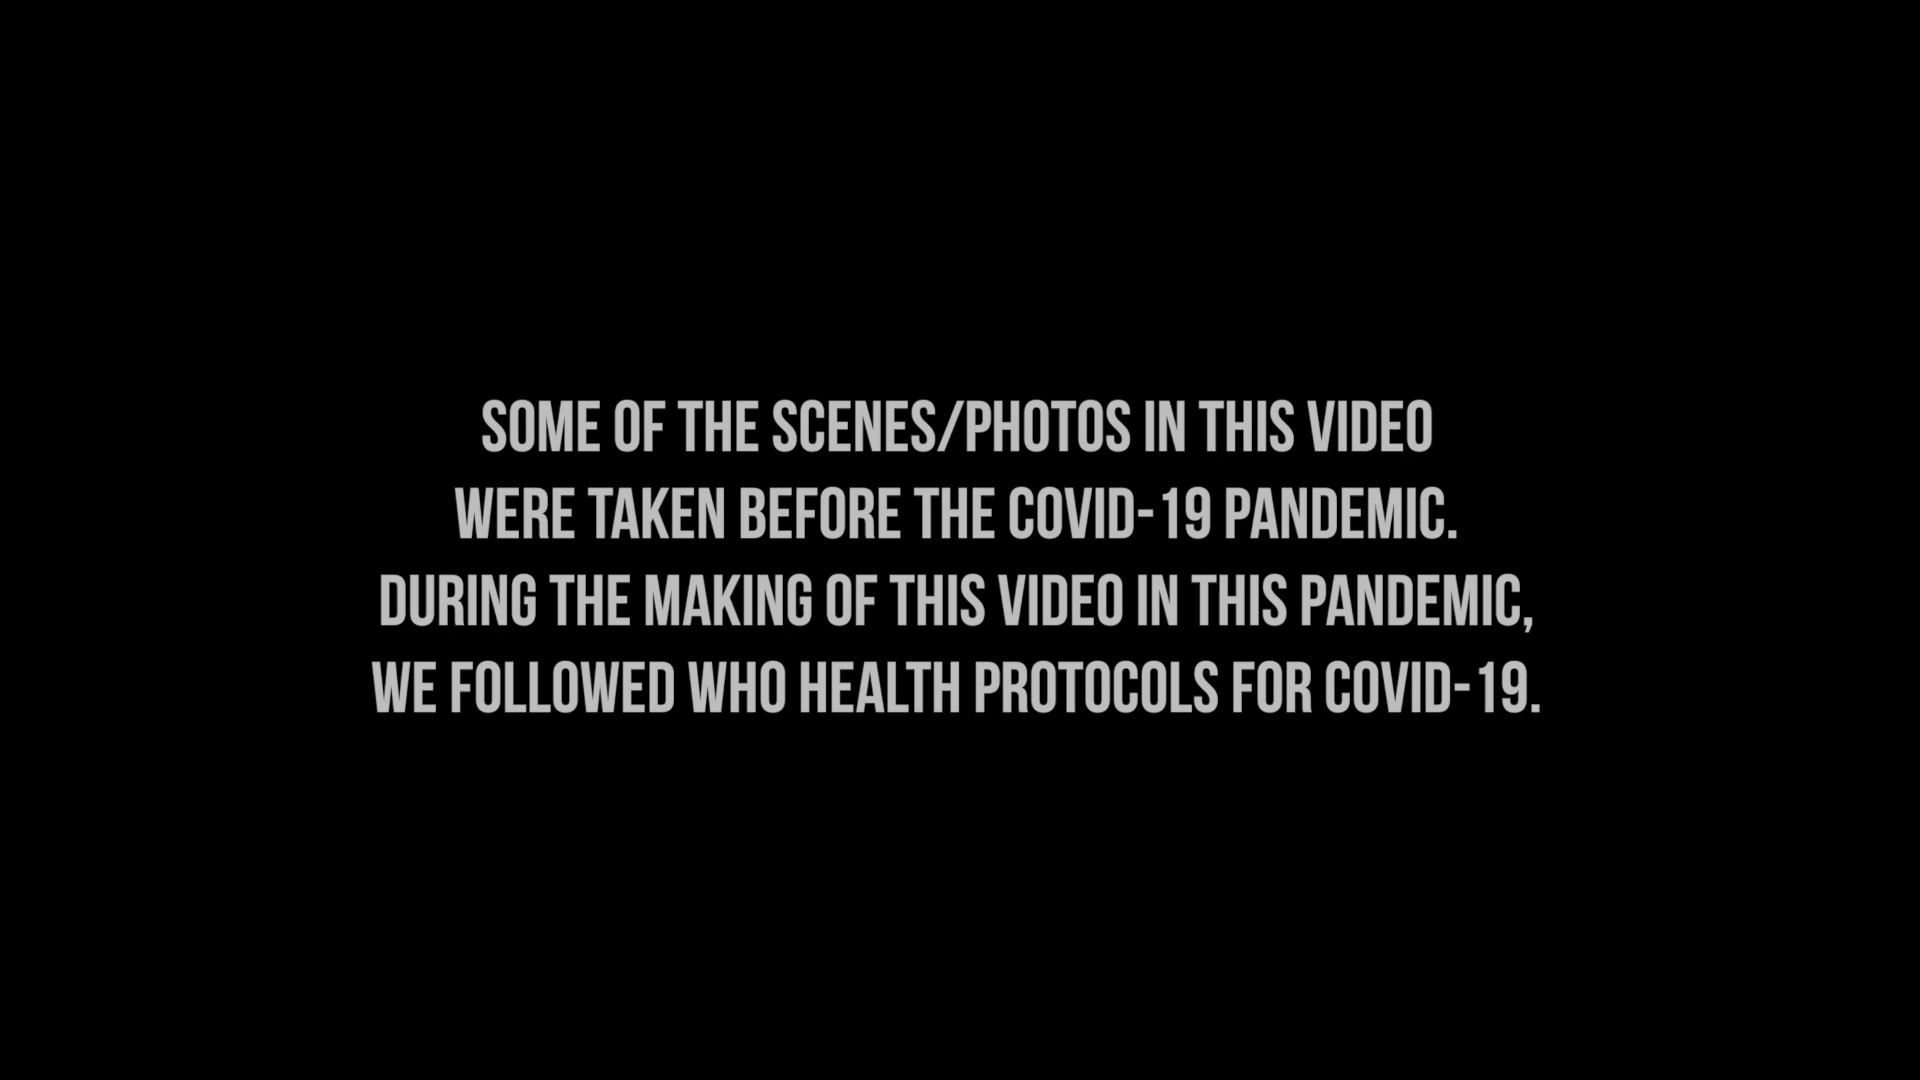 SOME OF THE SCENES/PHOTOS IN THIS VIDEO
WERE TAKEN BEFORE THE COVID-19 PANDEMIC.
DURING THE MAKING OF THIS VIDEO IN THIS PANDEMIC,
WE FOLLOWED WHO HEALTH PROTOCOLS FOR COVID-19.